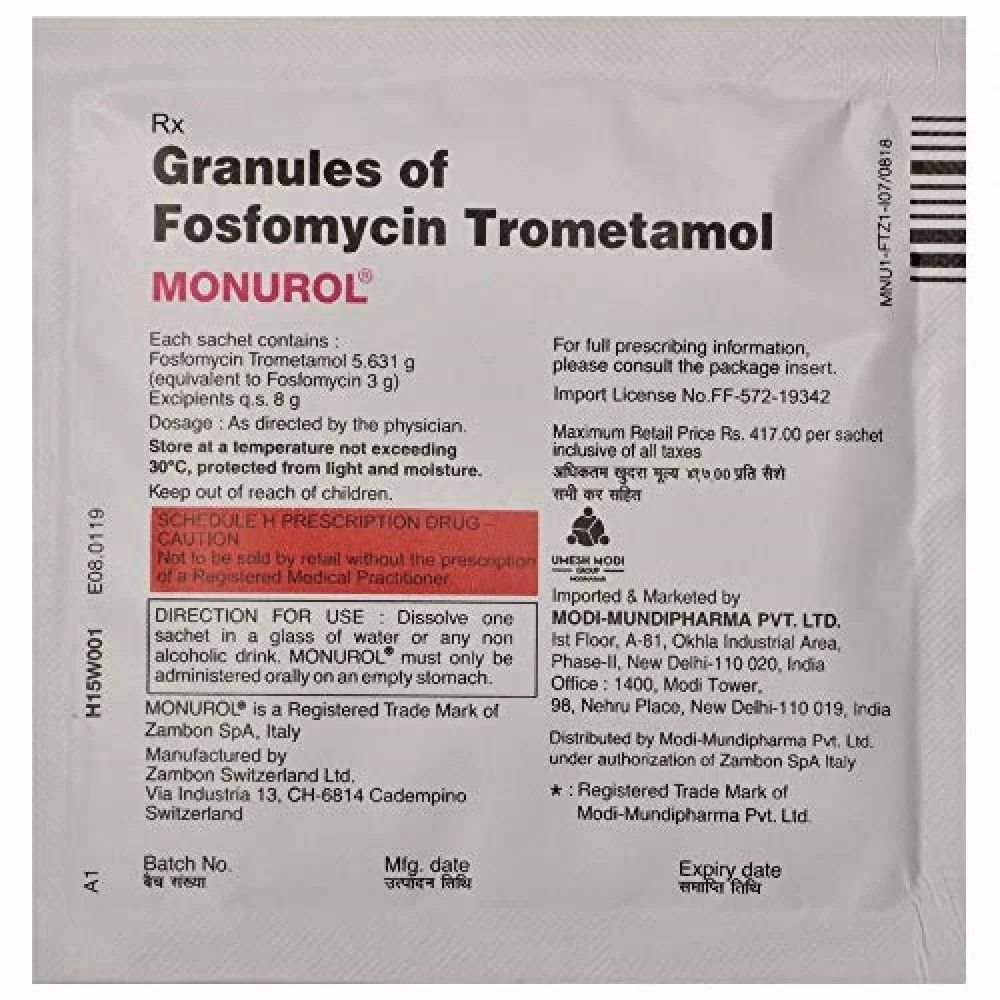 Rx
Granules of
Fosfomycin Trometamol
MONUROL®
Each sachet contains :
Fosfomycin Trometamol 5.631 g
(equivalent to Fosfomycin 3 g)
Excipients q.s. 8 g
Dosage : As directed by the physician.
Store at a temperature not exceeding
30°C, protected from light and moisture.
Keep out of reach of children.
SCHEDULE H PRESCRIPTION DRUG –
CAUTION
Not to be sold by retail without the prescription
of a Registered Medical Practitioner.
DIRECTION FOR USE : Dissolve one
sachet in a glass of water or any non
alcoholic drink. MONUROL® must only be
administered orally on an empty stomach.
MONUROL® is a Registered Trade Mark of
Zambon SpA, Italy
Manufactured by
Zambon Switzerland Ltd.
Via Industria 13, CH-6814 Cadempino
Switzerland
For full prescribing information,
please consult the package insert.
Import License No.FF-572-19342
Maximum Retail Price Rs. 417.00 per sachet
inclusive of all taxes
अधिकतम खुदरा मूल्य ४१७.०० प्रति सैशे
सभी कर सहित
UMESH MODI
GROUP
Imported & Marketed by
MODI-MUNDIPHARMA PVT. LTD.
Ist Floor, A-81, Okhla Industrial Area,
Phase-II, New Delhi-110 020, India
Office : 1400, Modi Tower,
98, Nehru Place, New Delhi-110 019, India
Distributed by Modi-Mundipharma Pvt. Ltd.
under authorization of Zambon SpA Italy
★ : Registered Trade Mark of
Modi-Mundipharma Pvt. Ltd.
Batch No.
बैच संख्या
Mfg. date
उत्पादन तिथि
Expiry date
समाप्ति तिथि
A1
H15W001 E08.0119
MNU1-FTZ1-I07/0818